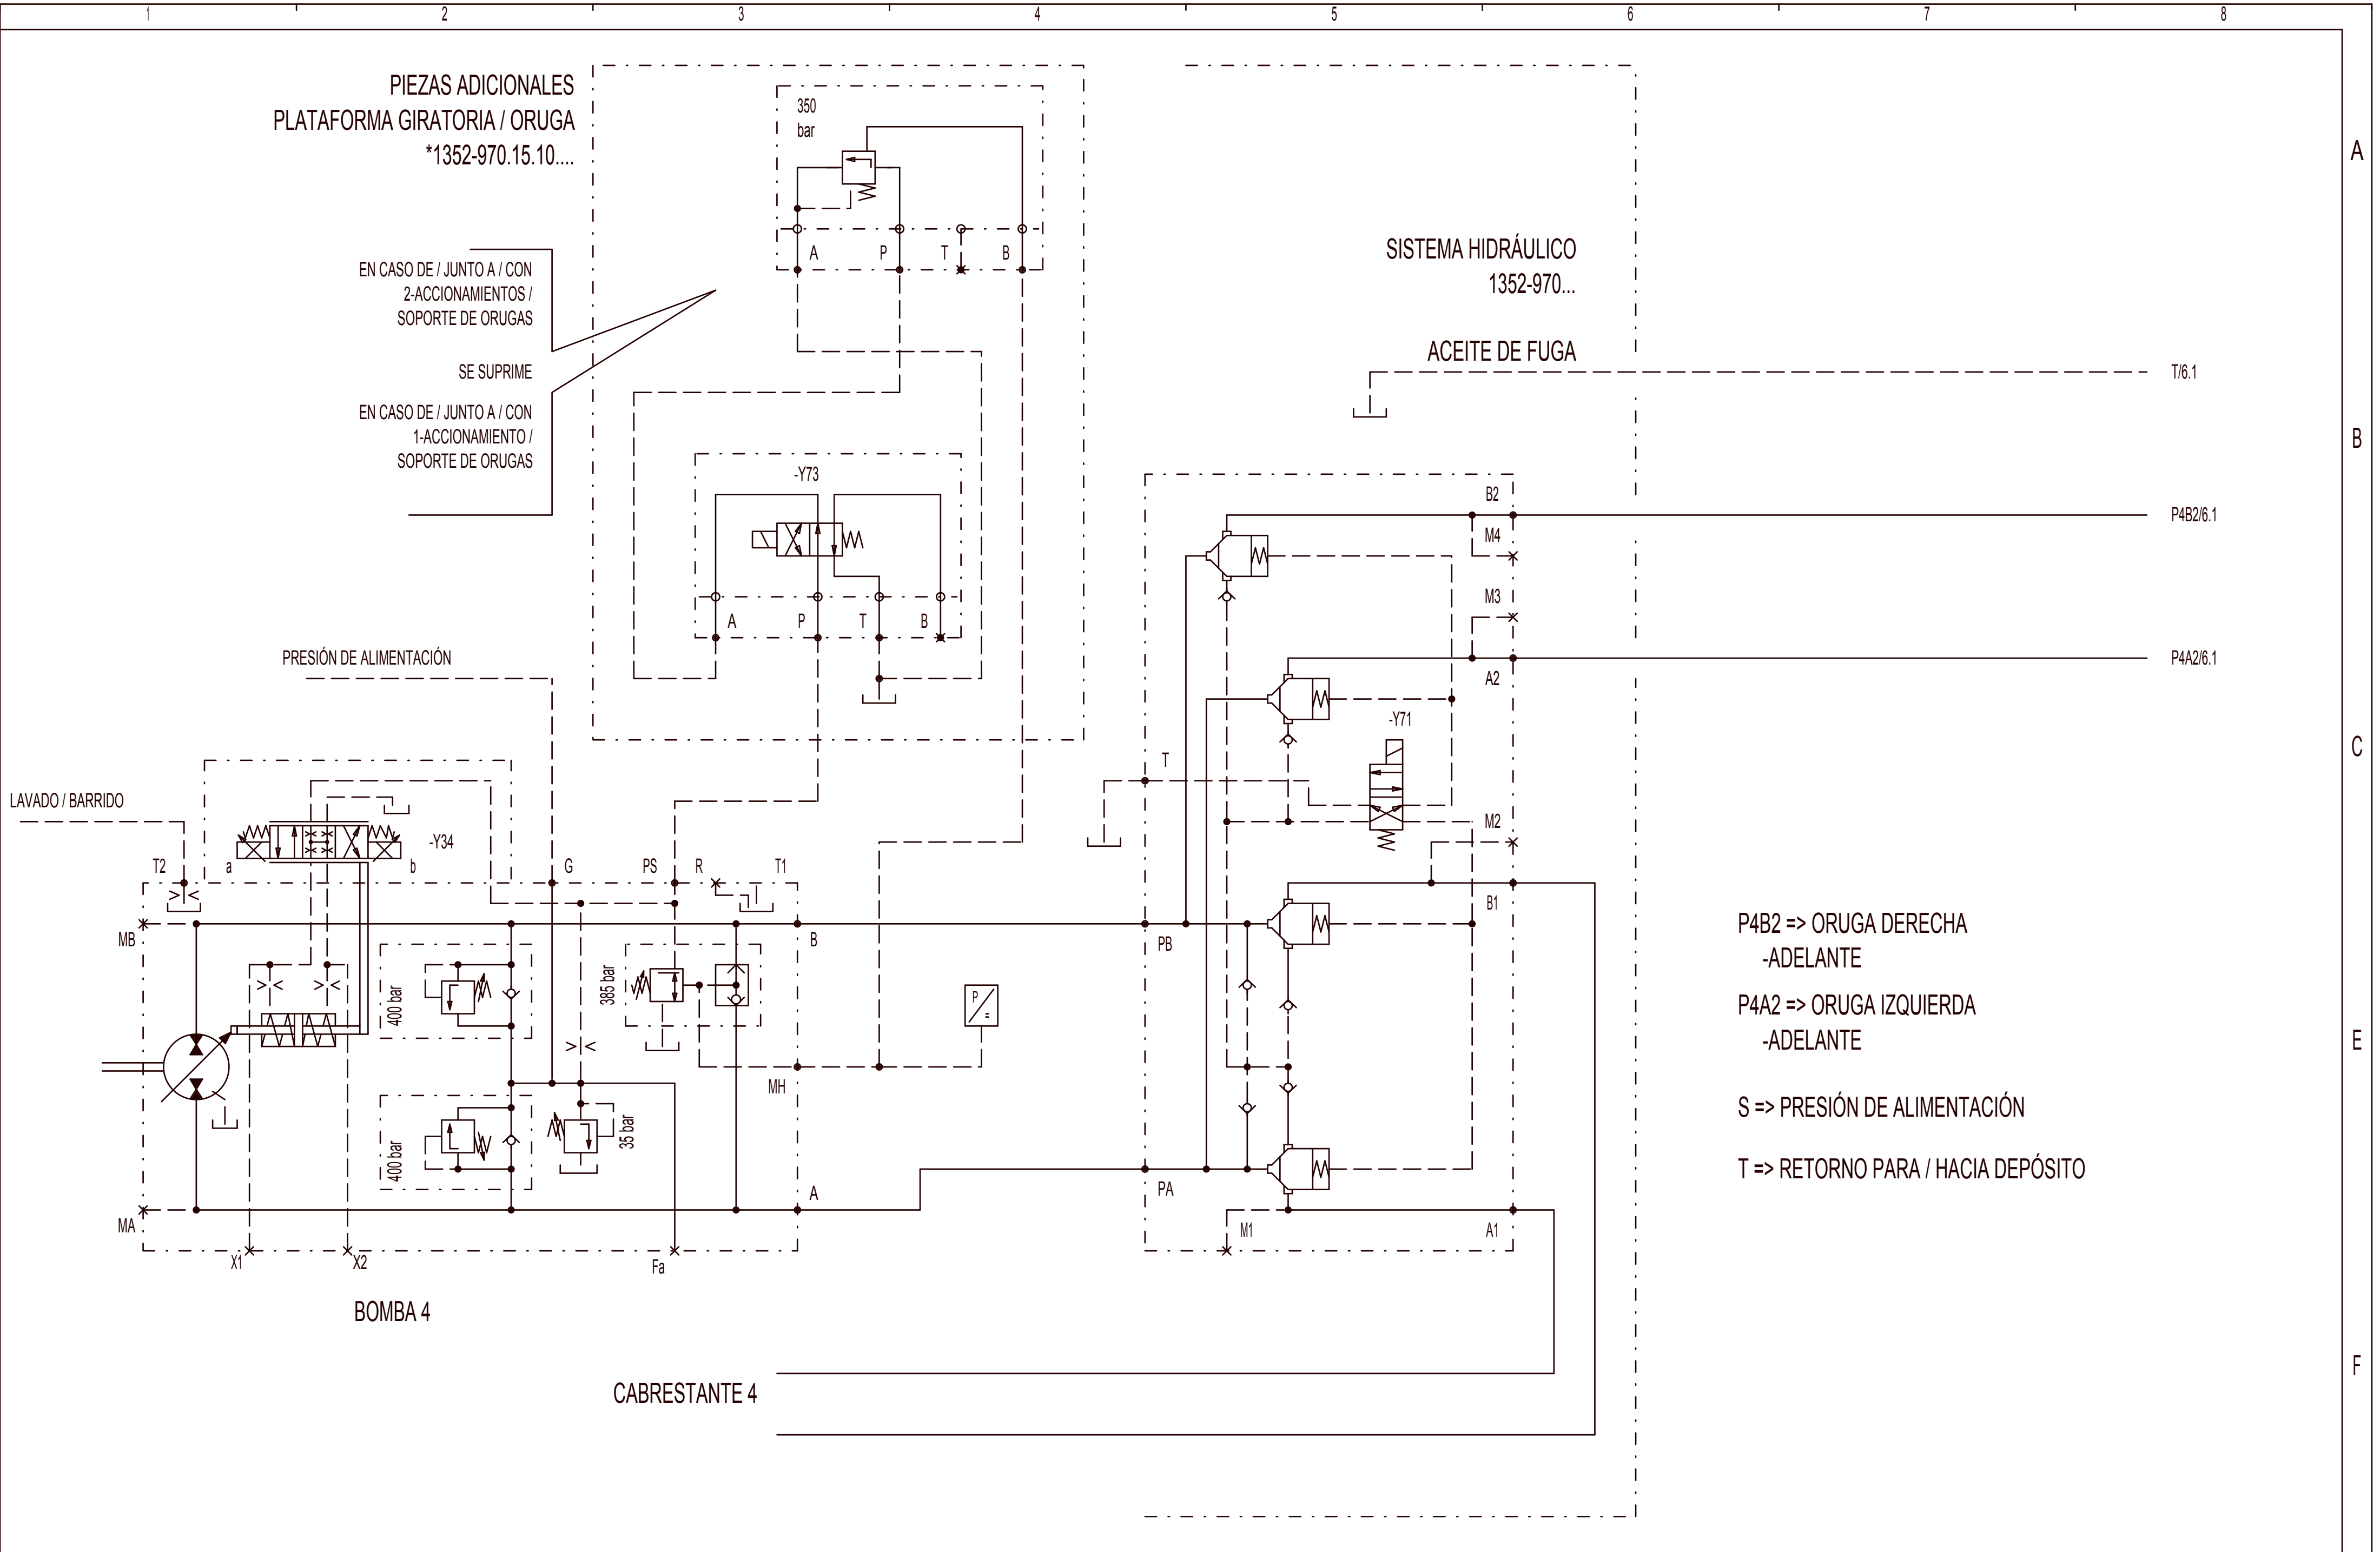 1 2 3 4 5 6 7 8
PIEZAS ADICIONALES
PLATAFORMA GIRATORIA / ORUGA
*1352-970.15.10....
350
bar
A
A P T B
SISTEMA HIDRÁULICO
1352-970...
EN CASO DE / JUNTO A / CON
2-ACCIONAMIENTOS /
SOPORTE DE ORUGAS
ACEITE DE FUGA
SE SUPRIME
T/6.1
EN CASO DE / JUNTO A / CON
1-ACCIONAMIENTO /
SOPORTE DE ORUGAS
B
-Y73
B2
P4B2/6.1
M4
M3
A P T B
PRESIÓN DE ALIMENTACIÓN
P4A2/6.1
A2
-Y71
C
T
LAVADO / BARRIDO
M2
-Y34
T2 a b G PS R T1
B1
MB
B
PB
P4B2 => ORUGA DERECHA
-ADELANTE
400 bar
385 bar
P
=
P4A2 => ORUGA IZQUIERDA
-ADELANTE
E
MH
S => PRESIÓN DE ALIMENTACIÓN
400 bar
35 bar
T => RETORNO PARA / HACIA DEPÓSITO
A
PA
MA
M1
A1
X1 X2 Fa
BOMBA 4
F
CABRESTANTE 4